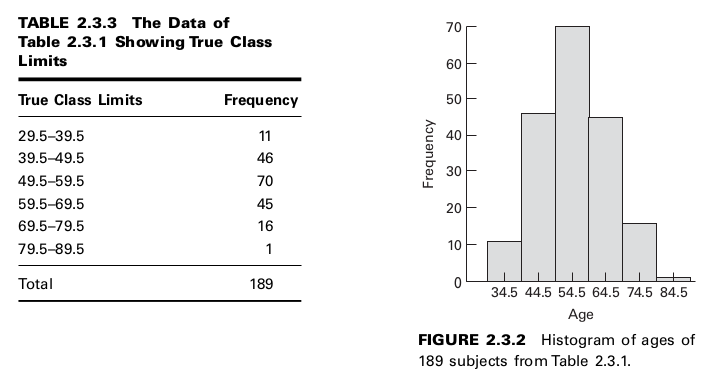 TABLE 2.3.3 The Data of
Table 2.3.1 Showing True Class
Limits
True Class Limits Frequency
29.5–39.5 11
39.5–49.5 46
49.5–59.5 70
59.5–69.5 45
69.5–79.5 16
79.5–89.5 1
Total 189
70
60
50
40
30
20
10
0
Frequency
34.5 44.5 54.5 64.5 74.5 84.5
Age
FIGURE 2.3.2 Histogram of ages of
189 subjects from Table 2.3.1.